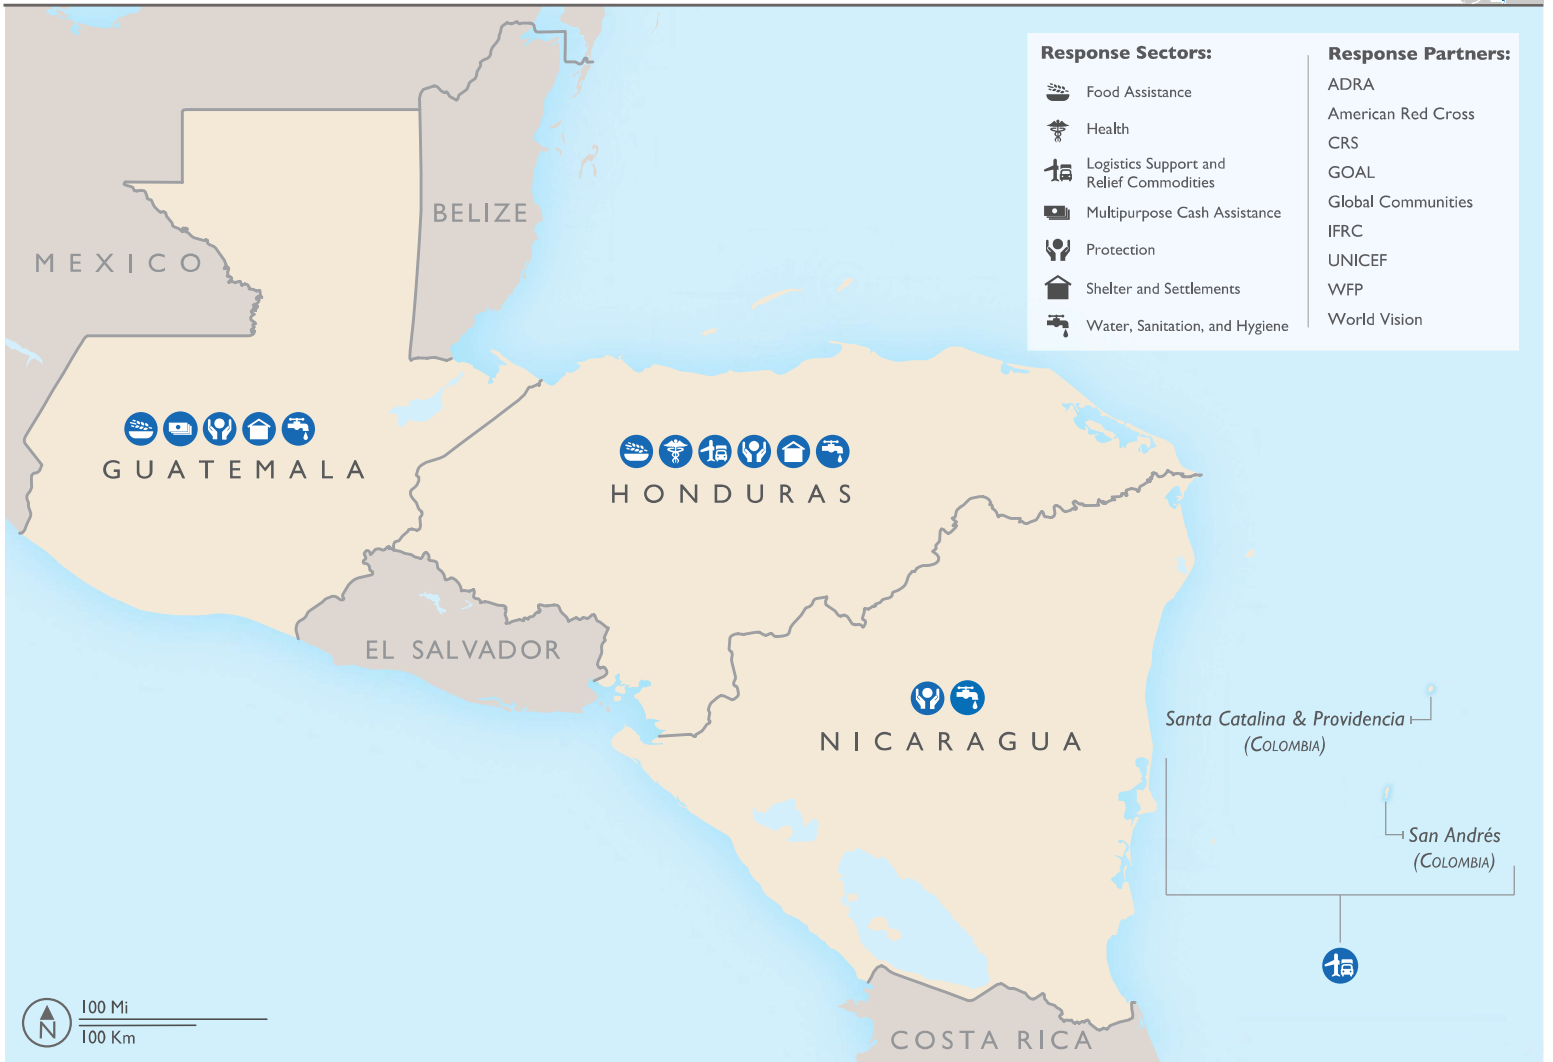 Response Sectors:
Food Assistance
Health
Logistics Support and
Relief Commodities
Multipurpose Cash Assistance
Protection
Shelter and Settlements
Water, Sanitation, and Hygiene
Response Partners:
ADRA
American Red Cross
CRS
GOAL
Global Communities
IFRC
UNICEF
WFP
World Vision
BELIZE
MEXICO
GUATEMALA
HONDURAS
EL SALVADOR
NICARAGUA
Santa Catalina & Providencia
(COLOMBIA)
San Andrés
(COLOMBIA)
COSTA RICA
N
100 Mi
100 Km